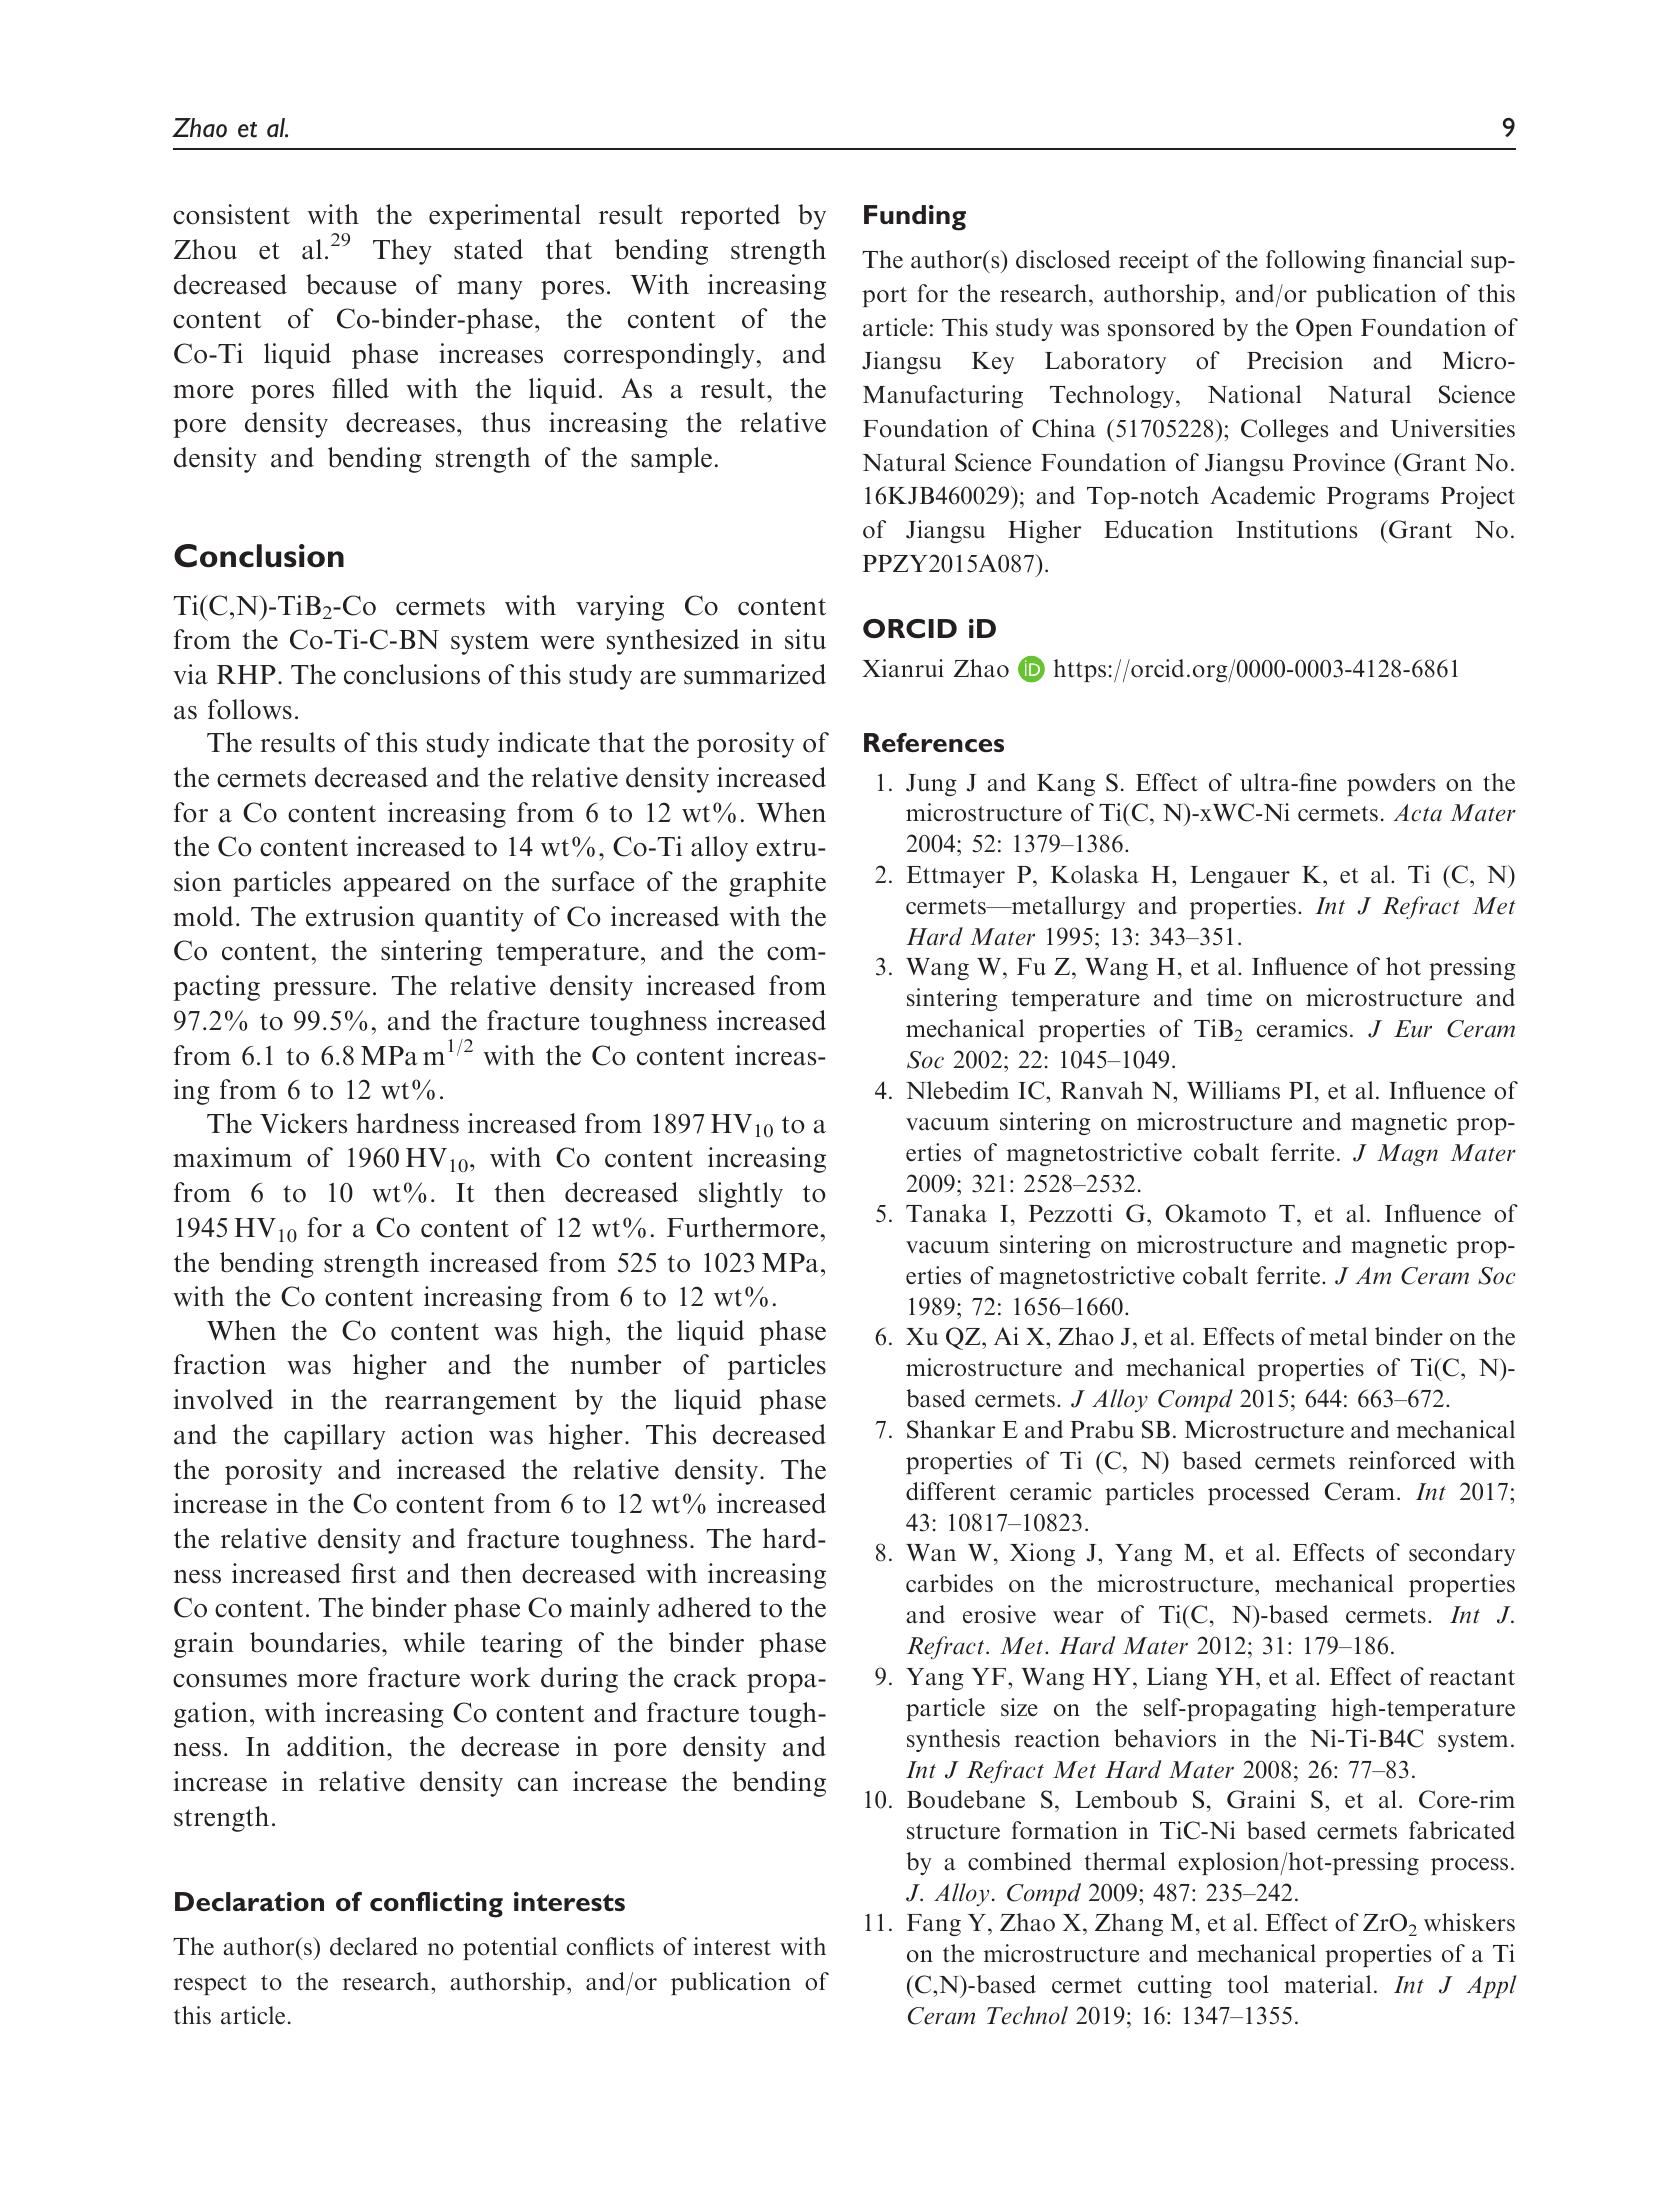 Zhao et al.
9
consistent with the experimental result reported by
Zhou et al.29 They stated that bending strength
decreased because of many pores. With increasing
content of Co-binder-phase, the content of the
Co-Ti liquid phase increases correspondingly, and
more pores filled with the liquid. As a result, the
pore density decreases, thus increasing the relative
density and bending strength of the sample.
Conclusion
Ti(C,N)-TiB2-Co cermets with varying Co content
from the Co-Ti-C-BN system were synthesized in situ
via RHP. The conclusions of this study are summarized
as follows.
The results of this study indicate that the porosity of
the cermets decreased and the relative density increased
for a Co content increasing from 6 to 12 wt%. When
the Co content increased to 14 wt%, Co-Ti alloy extru-
sion particles appeared on the surface of the graphite
mold. The extrusion quantity of Co increased with the
Co content, the sintering temperature, and the com-
pacting pressure. The relative density increased from
97.2% to 99.5%, and the fracture toughness increased
from 6.1 to 6.8 MPa m1/2 with the Co content increas-
ing from 6 to 12 wt%.
The Vickers hardness increased from 1897 HV10 to a
maximum of 1960 HV10, with Co content increasing
from 6 to 10 wt%. It then decreased slightly to
1945 HV10 for a Co content of 12 wt%. Furthermore,
the bending strength increased from 525 to 1023 MPa,
with the Co content increasing from 6 to 12 wt%.
When the Co content was high, the liquid phase
fraction was higher and the number of particles
involved in the rearrangement by the liquid phase
and the capillary action was higher. This decreased
the porosity and increased the relative density. The
increase in the Co content from 6 to 12 wt% increased
the relative density and fracture toughness. The hard-
ness increased first and then decreased with increasing
Co content. The binder phase Co mainly adhered to the
grain boundaries, while tearing of the binder phase
consumes more fracture work during the crack propa-
gation, with increasing Co content and fracture tough-
ness. In addition, the decrease in pore density and
increase in relative density can increase the bending
strength.
Declaration of conflicting interests
The author(s) declared no potential conflicts of interest with
respect to the research, authorship, and/or publication of
this article.
Funding
The author(s) disclosed receipt of the following financial sup-
port for the research, authorship, and/or publication of this
article: This study was sponsored by the Open Foundation of
Jiangsu Key Laboratory of Precision and Micro-
Manufacturing Technology, National Natural Science
Foundation of China (51705228); Colleges and Universities
Natural Science Foundation of Jiangsu Province (Grant No.
16KJB460029); and Top-notch Academic Programs Project
of Jiangsu Higher Education Institutions (Grant No.
PPZY2015A087).
ORCID iD
Xianrui Zhao iD https://orcid.org/0000-0003-4128-6861
References
1. Jung J and Kang S. Effect of ultra-fine powders on the
microstructure of Ti(C, N)-xWC-Ni cermets. Acta Mater
2004; 52: 1379–1386.
2. Ettmayer P, Kolaska H, Lengauer K, et al. Ti (C, N)
cermets—metallurgy and properties. Int J Refract Met
Hard Mater 1995; 13: 343–351.
3. Wang W, Fu Z, Wang H, et al. Influence of hot pressing
sintering temperature and time on microstructure and
mechanical properties of TiB2 ceramics. J Eur Ceram
Soc 2002; 22: 1045–1049.
4. Nlebedim IC, Ranvah N, Williams PI, et al. Influence of
vacuum sintering on microstructure and magnetic prop-
erties of magnetostrictive cobalt ferrite. J Magn Mater
2009; 321: 2528–2532.
5. Tanaka I, Pezzotti G, Okamoto T, et al. Influence of
vacuum sintering on microstructure and magnetic prop-
erties of magnetostrictive cobalt ferrite. J Am Ceram Soc
1989; 72: 1656–1660.
6. Xu QZ, Ai X, Zhao J, et al. Effects of metal binder on the
microstructure and mechanical properties of Ti(C, N)-
based cermets. J Alloy Compd 2015; 644: 663–672.
7. Shankar E and Prabu SB. Microstructure and mechanical
properties of Ti (C, N) based cermets reinforced with
different ceramic particles processed Ceram. Int 2017;
43: 10817–10823.
8. Wan W, Xiong J, Yang M, et al. Effects of secondary
carbides on the microstructure, mechanical properties
and erosive wear of Ti(C, N)-based cermets. Int J.
Refract. Met. Hard Mater 2012; 31: 179–186.
9. Yang YF, Wang HY, Liang YH, et al. Effect of reactant
particle size on the self-propagating high-temperature
synthesis reaction behaviors in the Ni-Ti-B4C system.
Int J Refract Met Hard Mater 2008; 26: 77–83.
10. Boudebane S, Lemboub S, Graini S, et al. Core-rim
structure formation in TiC-Ni based cermets fabricated
by a combined thermal explosion/hot-pressing process.
J. Alloy. Compd 2009; 487: 235–242.
11. Fang Y, Zhao X, Zhang M, et al. Effect of ZrO2 whiskers
on the microstructure and mechanical properties of a Ti
(C,N)-based cermet cutting tool material. Int J Appl
Ceram Technol 2019; 16: 1347–1355.